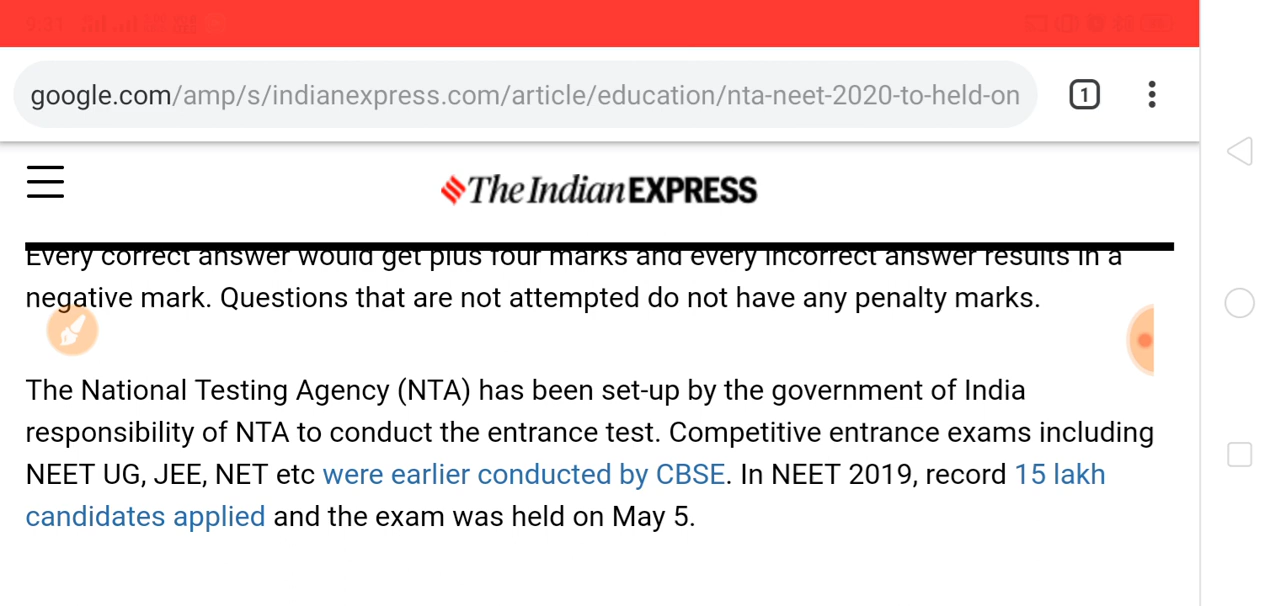 9:31
google.com/amp/s/indianexpress.com/article/education/nta-neet-2020-to-held-on
1
The Indian EXPRESS
Every correct answer would get plus four marks and every incorrect answer results in a
negative mark. Questions that are not attempted do not have any penalty marks.
The National Testing Agency (NTA) has been set-up by the government of India
responsibility of NTA to conduct the entrance test. Competitive entrance exams including
NEET UG, JEE, NET etc were earlier conducted by CBSE. In NEET 2019, record 15 lakh
candidates applied and the exam was held on May 5.